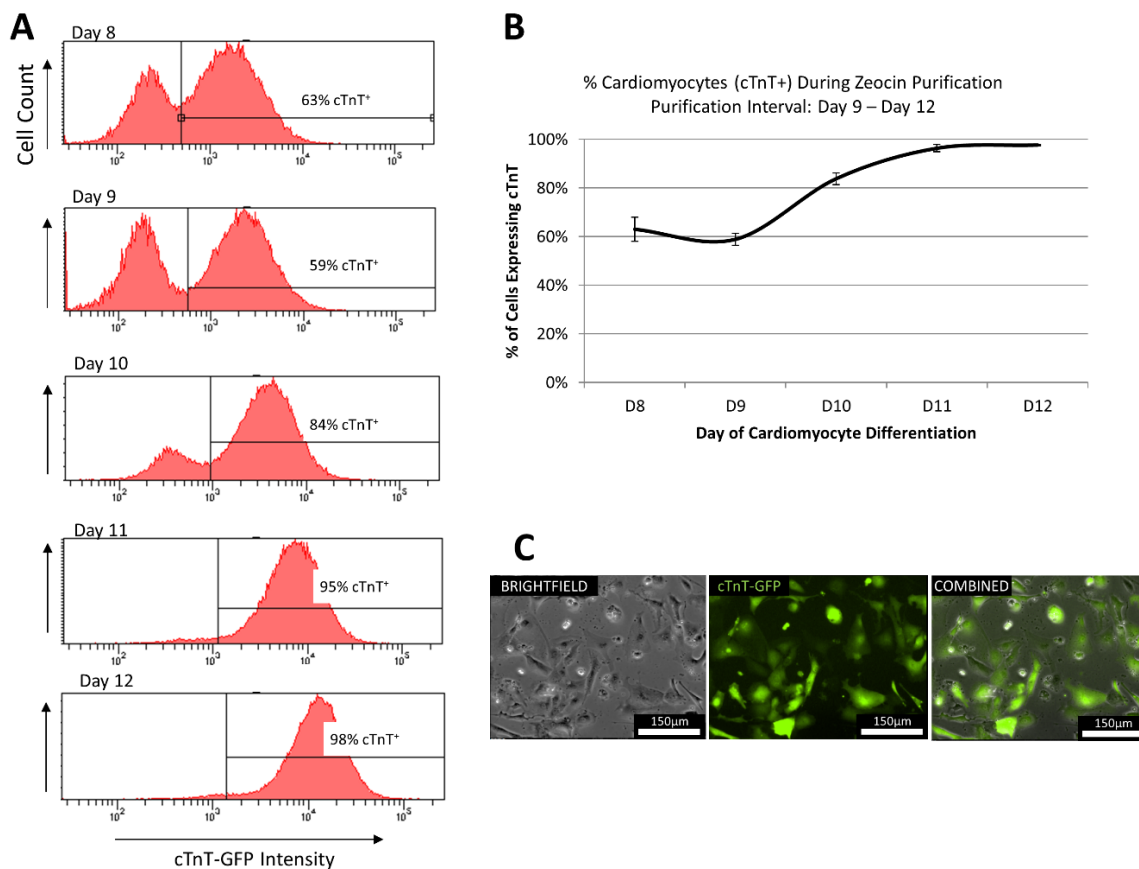 A
Day 8
Cell Count
63% cTnT⁺
10² 10³ 10⁴ 10⁵
Day 9
59% cTnT⁺
10² 10³ 10⁴ 10⁵
Day 10
84% cTnT⁺
10² 10³ 10⁴ 10⁵
Day 11
95% cTnT⁺
10² 10³ 10⁴ 10⁵
Day 12
98% cTnT⁺
10² 10³ 10⁴ 10⁵
cTnT-GFP Intensity
B
% Cardiomyocytes (cTnT+) During Zeocin Purification
Purification Interval: Day 9 – Day 12
% of Cells Expressing cTnT
100%
80%
60%
40%
20%
0%
D8 D9 D10 D11 D12
Day of Cardiomyocyte Differentiation
C
BRIGHTFIELD cTnT-GFP COMBINED
150μm 150μm 150μm